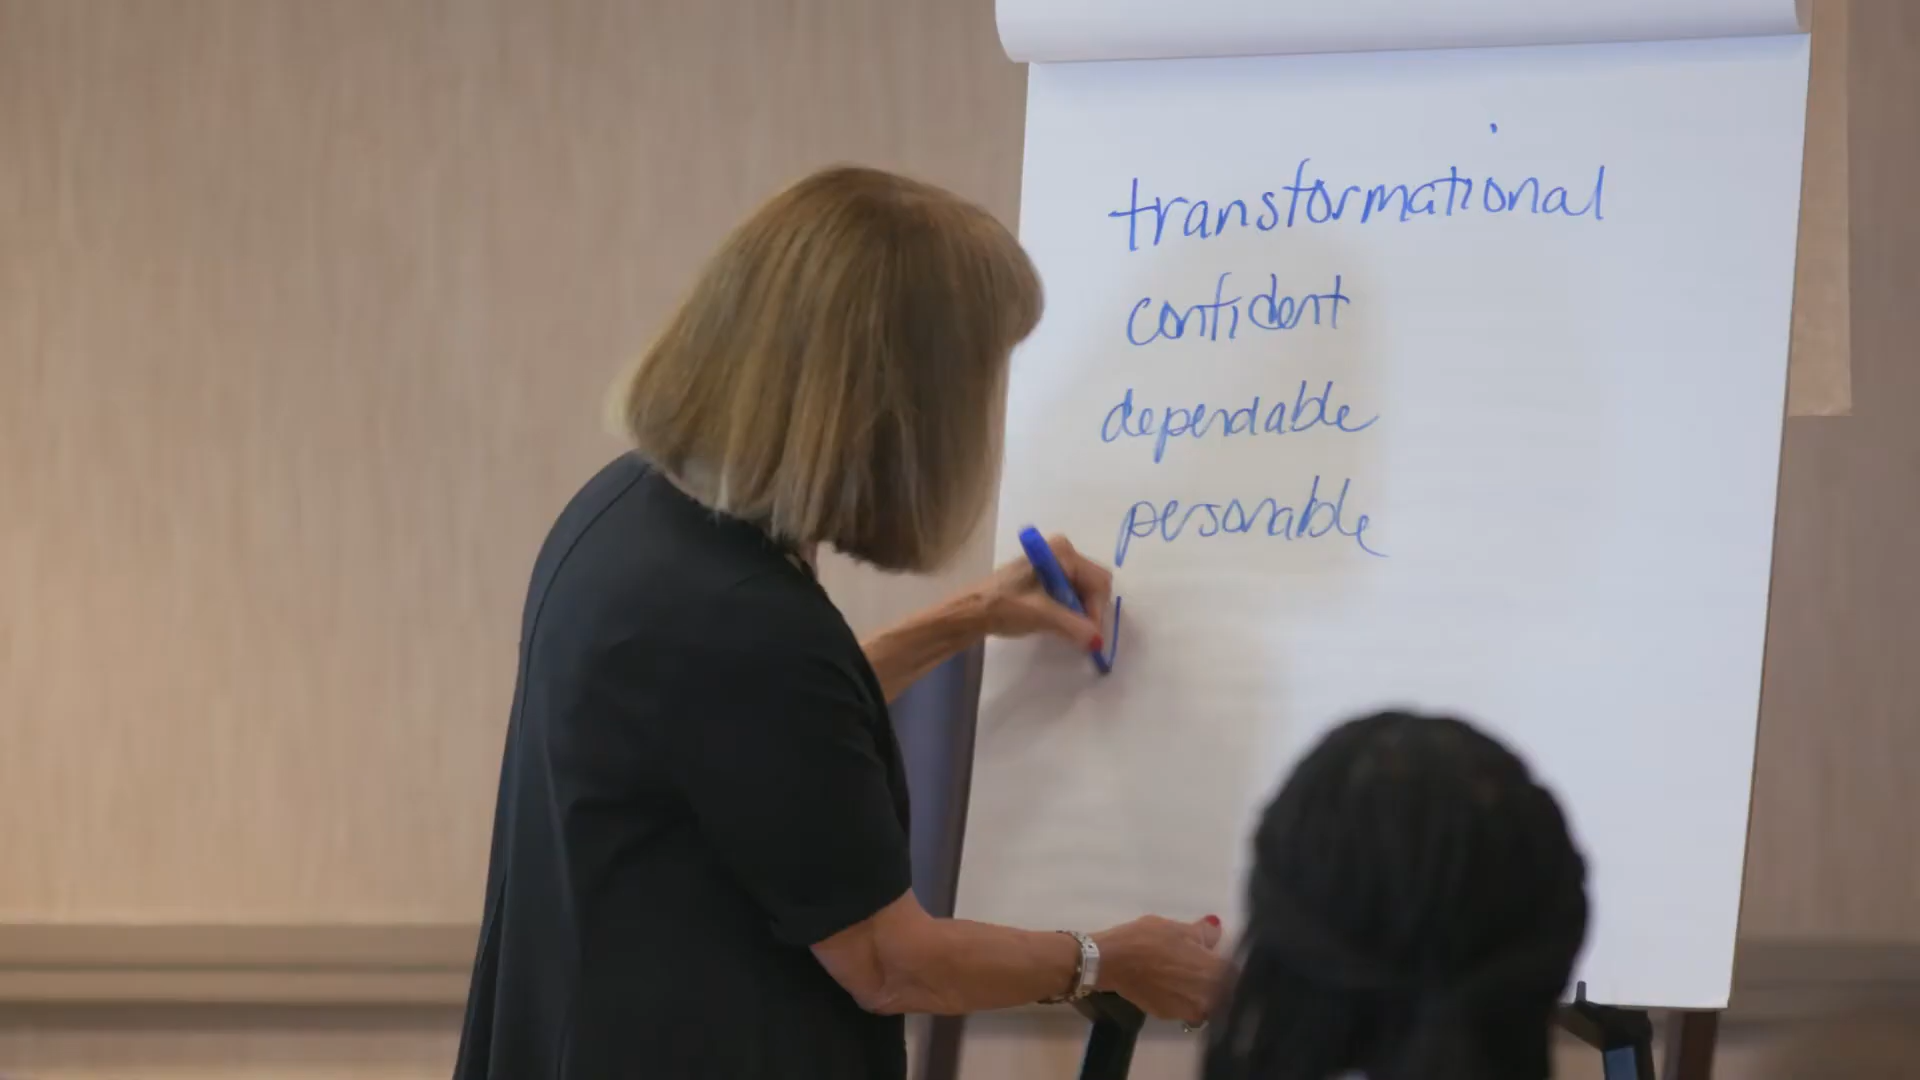 transformational
confident
dependable
personable